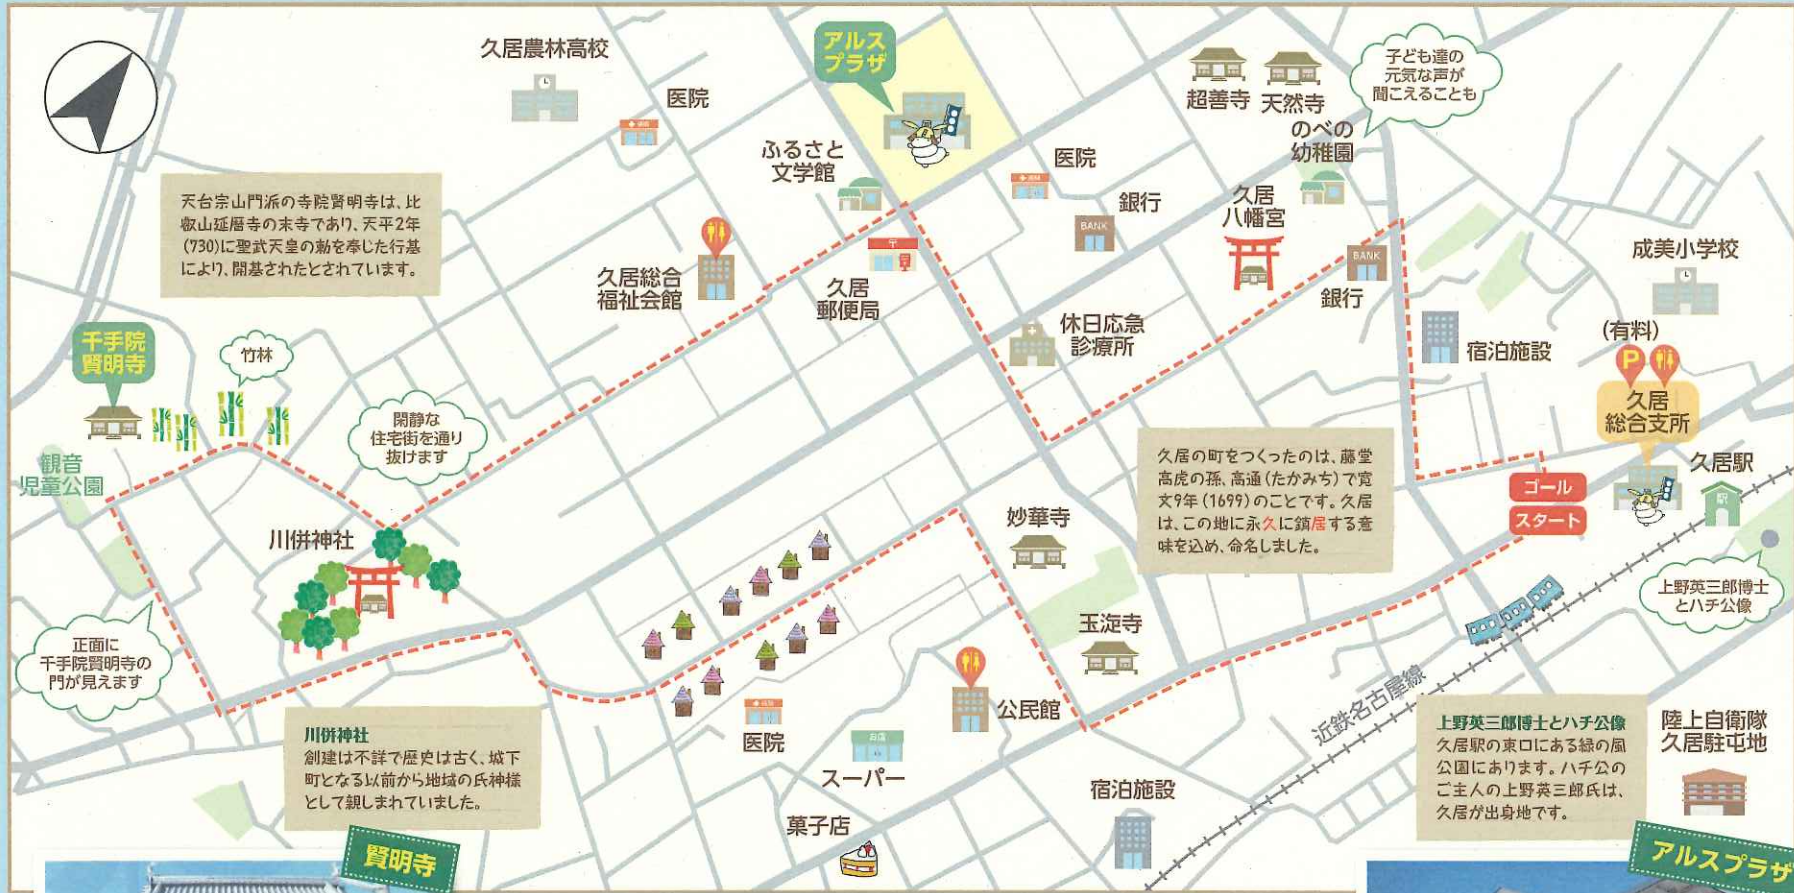 久居農林高校
医院
アルス
プラザ
ふるさと
文学館
超善寺
天然寺
子ども達の
元気な声が
聞こえることも
のべの
幼稚園
医院
銀行
BANK
久居
八幡宮
BANK
銀行
成美小学校
天台宗山門派の寺院賢明寺は、比
叡山延暦寺の末寺であり、天平2年
(730)に聖武天皇の勅を奉じた行基
により、開基されたとされています。
久居総合
福祉会館
〒
久居
郵便局
休日応急
診療所
宿泊施設
(有料)
P
久居
総合支所
久居駅
駅
千手院
賢明寺
竹林
閑静な
住宅街を通り
抜けます
観音
児童公園
川併神社
正面に
千手院賢明寺の
門が見えます
久居の町をつくったのは、藤堂
高虎の孫、高通(たかみち)で寛
文9年(1699)のことです。久居
は、この地に永久に鎮居する意
味を込め、命名しました。
ゴール
スタート
妙華寺
玉淀寺
上野英三郎博士
とハチ公像
近鉄名古屋線
川併神社
創建は不詳で歴史は古く、城下
町となる以前から地域の氏神様
として親しまれていました。
医院
お店
スーパー
公民館
菓子店
宿泊施設
上野英三郎博士とハチ公像
久居駅の東口にある緑の風
公園にあります。ハチ公の
ご主人の上野英三郎氏は、
久居が出身地です。
陸上自衛隊
久居駐屯地
賢明寺
アルスプラザ